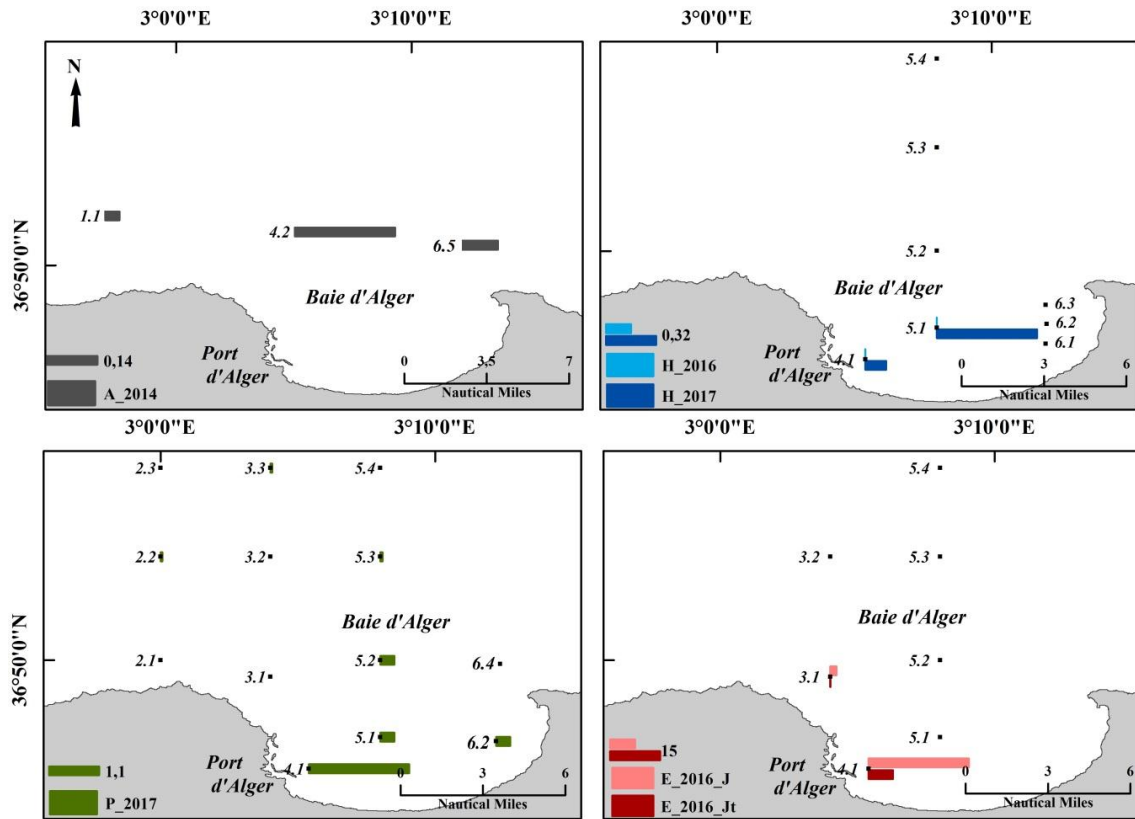 3°0'0"E 3°10'0"E
N
1.1
4.2
6.5
36°50'0"N
Baie d'Alger
Port
d'Alger
0 3,5 7
Nautical Miles
0,14
A_2014
3°0'0"E 3°10'0"E
5.4
5.3
5.2
Baie d'Alger
6.3
5.1
6.2
6.1
4.1
Port
d'Alger
0 3 6
Nautical Miles
0,32
H_2016
H_2017
3°0'0"E 3°10'0"E
2.3 3.3 5.4
2.2 3.2 5.3
Baie d'Alger
36°50'0"N
2.1 5.2 6.4
3.1
5.1 6.2
4.1
Port
d'Alger
0 3 6
Nautical Miles
1,1
P_2017
3°0'0"E 3°10'0"E
5.4
3.2 5.3
Baie d'Alger
5.2
3.1
5.1
4.1
Port
d'Alger
0 3 6
Nautical Miles
15
E_2016_J
E_2016_Jt